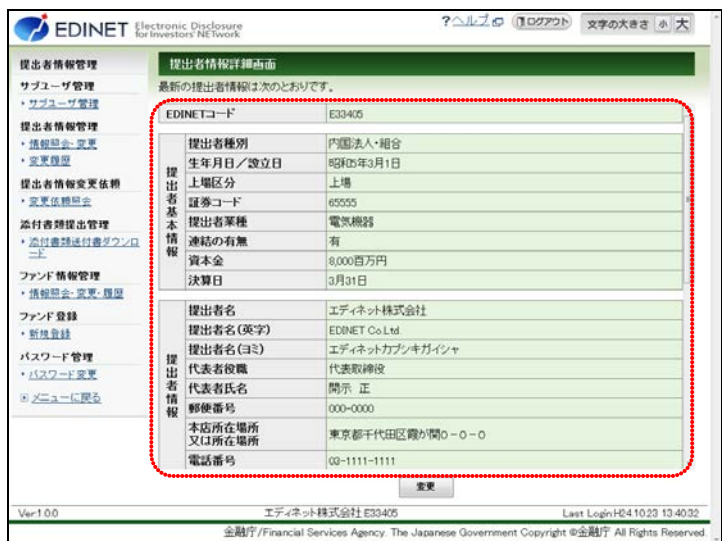 EDINET Electronic Disclosure for Investors' NETwork
?ヘルプ ログアウト 文字の大きさ 小 大
提出者情報管理
サブユーザ管理
・サブユーザ管理
提出者情報管理
・情報照会・変更
・変更履歴
提出者情報変更依頼
・変更依頼照会
添付書類提出管理
・添付書類送付書ダウンロ
ード
ファンド情報管理
・情報照会・変更・履歴
ファンド登録
・新規登録
パスワード管理
・パスワード変更
メニューに戻る
提出者情報詳細画面
最新の提出者情報は次のとおりです。
EDINETコード E33405
提出者基本情報
提出者種別 内国法人・組合
生年月日／設立日 昭和05年3月1日
上場区分 上場
証券コード 65555
提出者業種 電気機器
連結の有無 有
資本金 8,000百万円
決算日 3月31日
提出者情報
提出者名 エディネット株式会社
提出者名(英字) EDINET Co.Ltd.
提出者名(ヨミ) エディネットカブシキガイシャ
代表者役職 代表取締役
代表者氏名 開示 正
郵便番号 000-0000
本店所在場所
又は所在場所 東京都千代田区霞が関0－0－0
電話番号 03-1111-1111
変更
Ver.1.0.0 エディネット株式会社 E33405 Last Login:H24.10.23 13:40:32
金融庁/Financial Services Agency. The Japanese Government Copyright ©金融庁 All Rights Reserved.